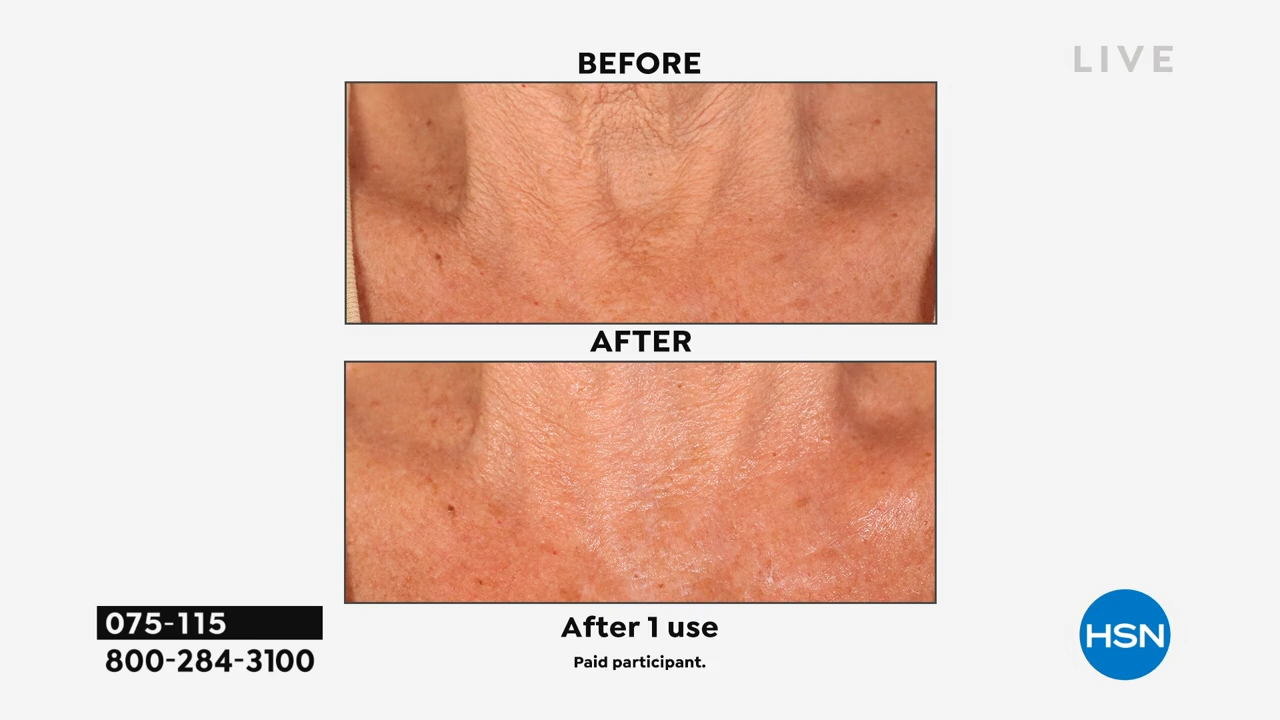 BEFORE
LIVE
AFTER
After 1 use
Paid participant.
075-115
800-284-3100
HSN